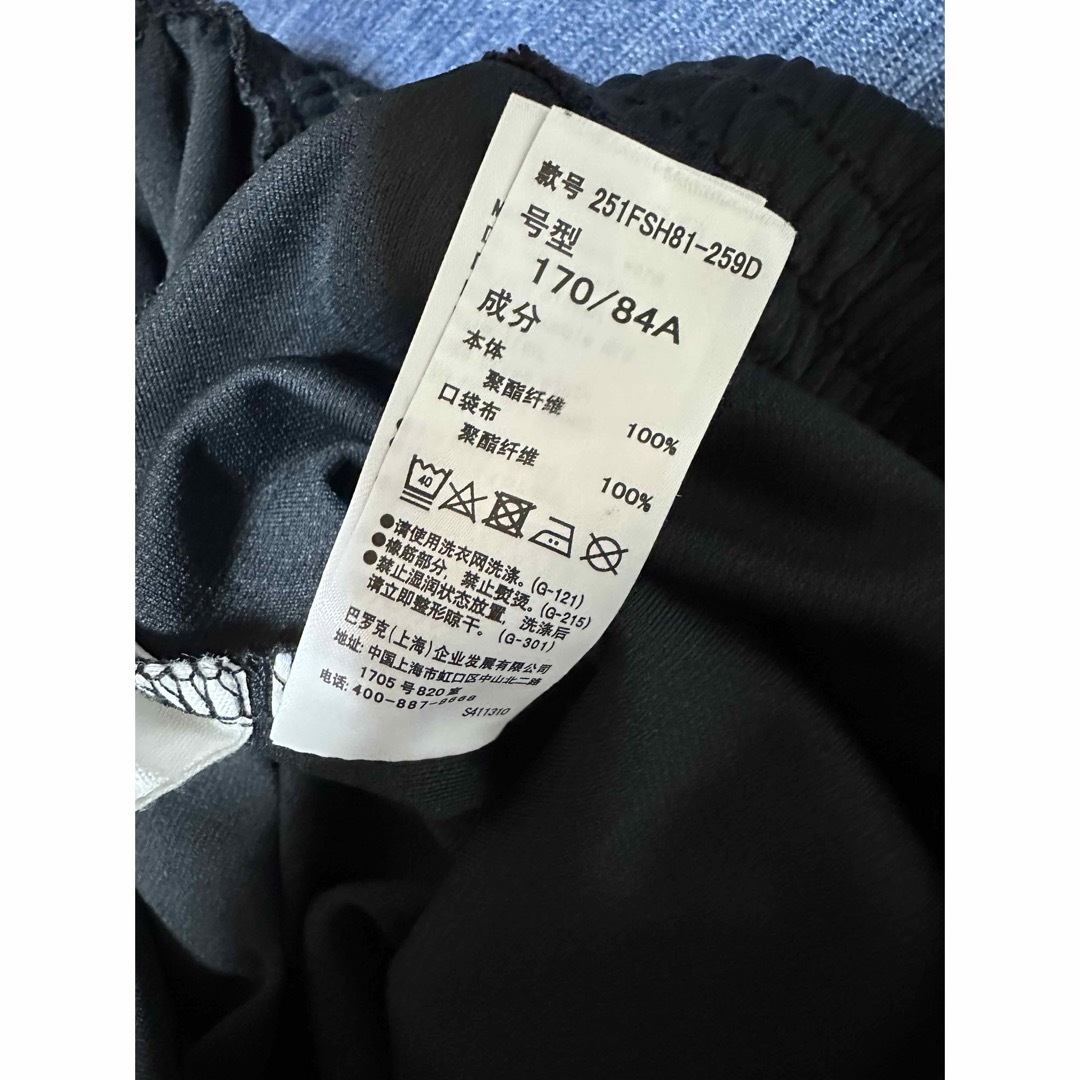 款号 251FSH81-259D
号型
170/84A
成分
本体
聚酯纤维 100%
口袋布
聚酯纤维 100%
40
●请使用洗衣网洗涤。(G-121)
●橡筋部分，禁止熨烫。(G-215)
●禁止湿润状态放置，洗涤后
请立即整形晾干。(G-301)
巴罗克(上海)企业发展有限公司
地址:中国上海市虹口区中山北二路
1705号820室
电话:400-887-
S411310